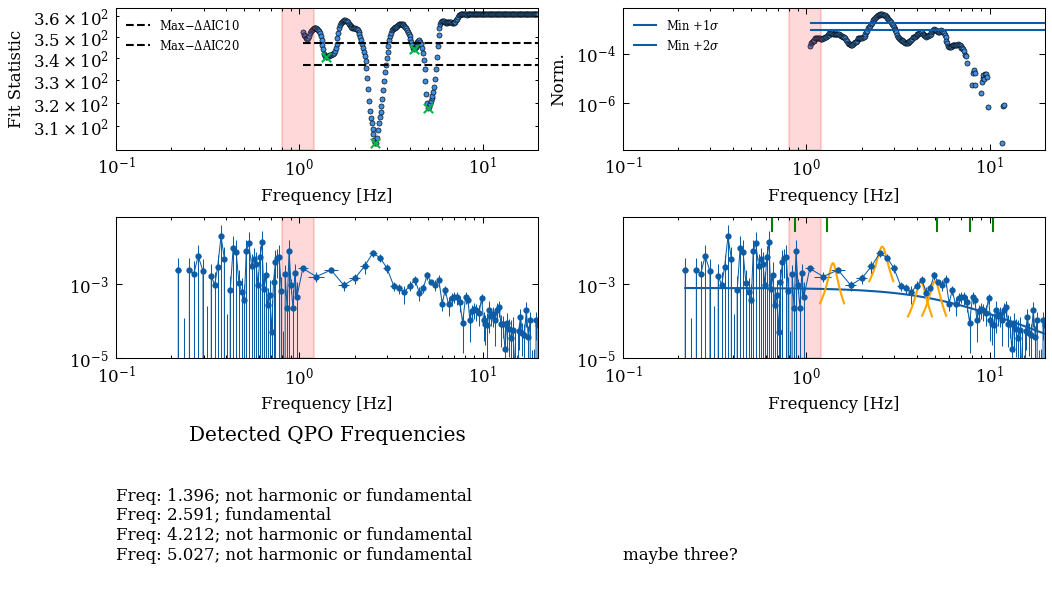 Fit Statistic
3.6 × 10²
3.5 × 10²
3.4 × 10²
3.3 × 10²
3.2 × 10²
3.1 × 10²
Max−ΔAIC10
Max−ΔAIC20
10⁻¹ 10⁰ 10¹
Frequency [Hz]
Norm.
10⁻⁴
10⁻⁶
Min +1σ
Min +2σ
10⁻¹ 10⁰ 10¹
Frequency [Hz]
10⁻³
10⁻⁵
10⁻¹ 10⁰ 10¹
Frequency [Hz]
10⁻³
10⁻⁵
10⁻¹ 10⁰ 10¹
Frequency [Hz]
Detected QPO Frequencies
Freq: 1.396; not harmonic or fundamental
Freq: 2.591; fundamental
Freq: 4.212; not harmonic or fundamental
Freq: 5.027; not harmonic or fundamental
maybe three?